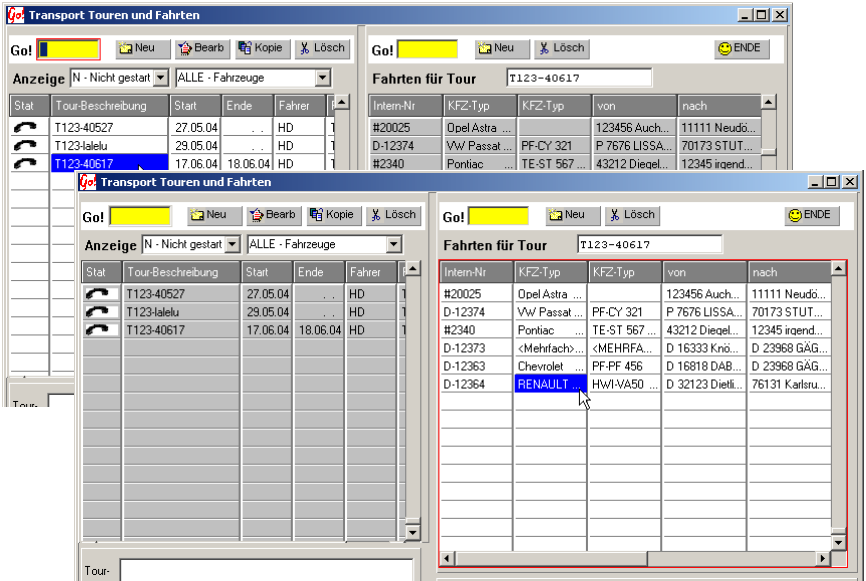 Go! Transport Touren und Fahrten
Go! Neu Bearb Kopie Lösch
Anzeige N - Nicht gestart ALLE - Fahrzeuge
Stat Tour-Beschreibung Start Ende Fahrer
T123-40527 27.05.04 . . HD
T123-lalelu 29.05.04 . . HD
T123-40617 17.06.04 18.06.04 HD
Tour-
Go! Neu Lösch ENDE
Fahrten für Tour T123-40617
Intern-Nr KFZ-Typ KFZ-Typ von nach
#20025 Opel Astra ... 123456 Auch... 11111 Neudö...
D-12374 VW Passat ... PF-CY 321 P 7676 LISSA... 70173 STUT...
#2340 Pontiac ... TE-ST 567 ... 43212 Diegel... 12345 irgend...
Go! Transport Touren und Fahrten
Go! Neu Bearb Kopie Lösch
Anzeige N - Nicht gestart ALLE - Fahrzeuge
Stat Tour-Beschreibung Start Ende Fahrer
T123-40527 27.05.04 . . HD
T123-lalelu 29.05.04 . . HD
T123-40617 17.06.04 18.06.04 HD
Tour-
Go! Neu Lösch ENDE
Fahrten für Tour T123-40617
Intern-Nr KFZ-Typ KFZ-Typ von nach
#20025 Opel Astra ... 123456 Auch... 11111 Neudö...
D-12374 VW Passat ... PF-CY 321 P 7676 LISSA... 70173 STUT...
#2340 Pontiac ... TE-ST 567 ... 43212 Diegel... 12345 irgend...
D-12373 <Mehrfach>... <MEHRFA... D 16333 Knö... D 23968 GÄG...
D-12363 Chevrolet ... PF-PF 456 D 16818 DAB... D 23968 GÄG...
D-12364 RENAULT ... HWI-VA50 ... D 32123 Dietli... 76131 Karlsru...